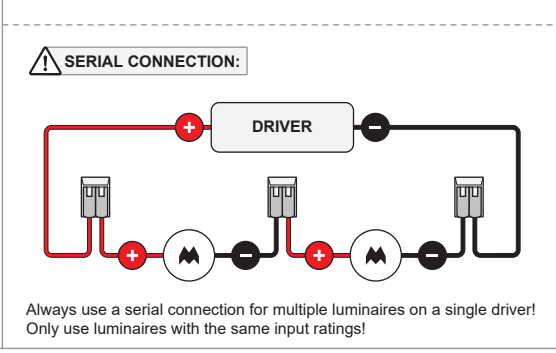 SERIAL CONNECTION:
+ DRIVER -
+ - + -
Always use a serial connection for multiple luminaires on a single driver!
Only use luminaires with the same input ratings!